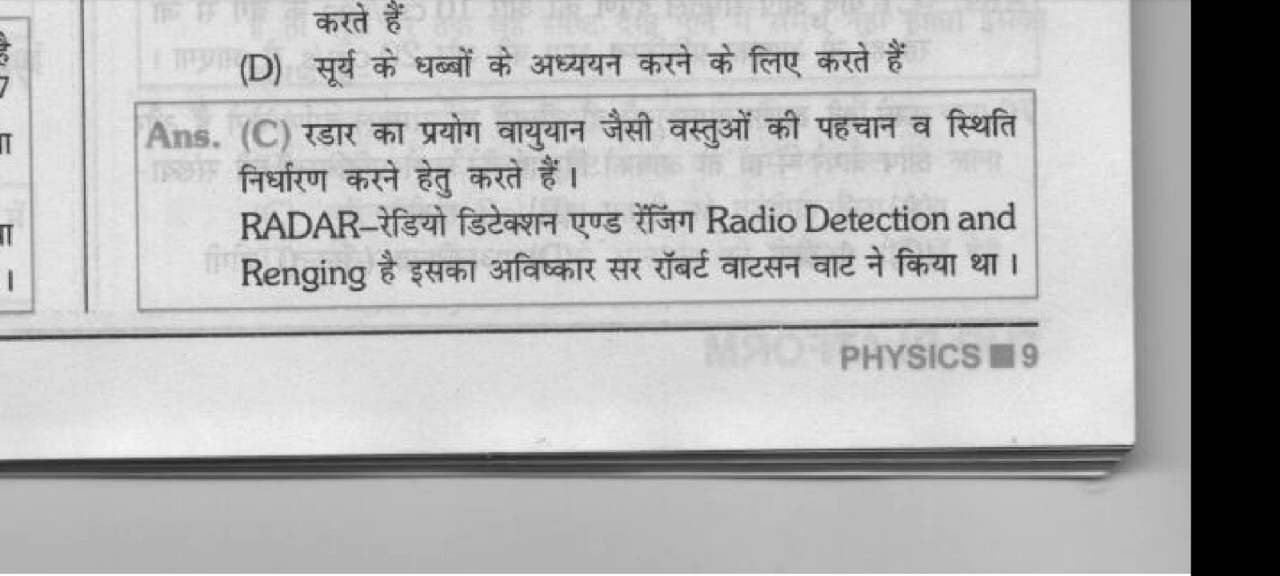 करते हैं
(D) सूर्य के धब्बों के अध्ययन करने के लिए करते हैं
Ans. (C) रडार का प्रयोग वायुयान जैसी वस्तुओं की पहचान व स्थिति
निर्धारण करने हेतु करते हैं।
RADAR–रेडियो डिटेक्शन एण्ड रेंजिंग Radio Detection and
Renging है इसका अविष्कार सर रॉबर्ट वाटसन वाट ने किया था।
PHYSICS ■ 9